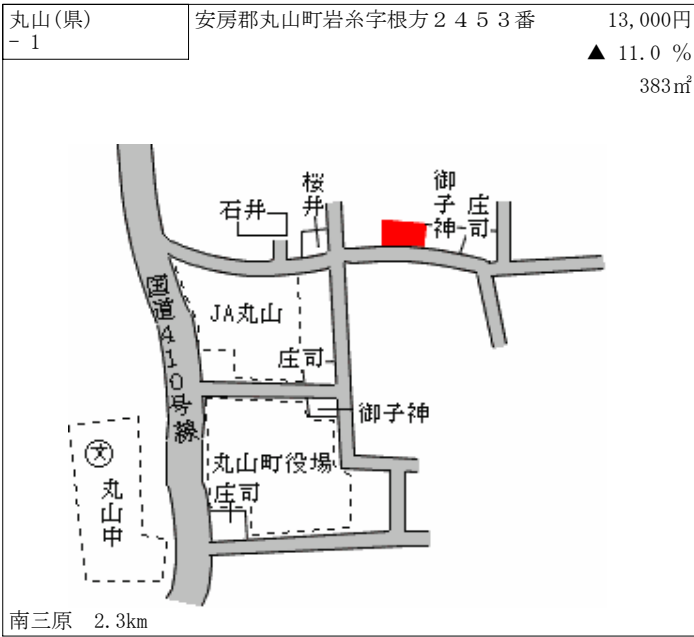 丸山(県)
- 1
安房郡丸山町岩糸字根方２４５３番
13,000円
▲ 11.0 %
383㎡
石井
桜井
御子神
庄司
国道４１０号線
JA丸山
庄司
御子神
丸山町役場
庄司
文
丸山中
南三原 2.3km